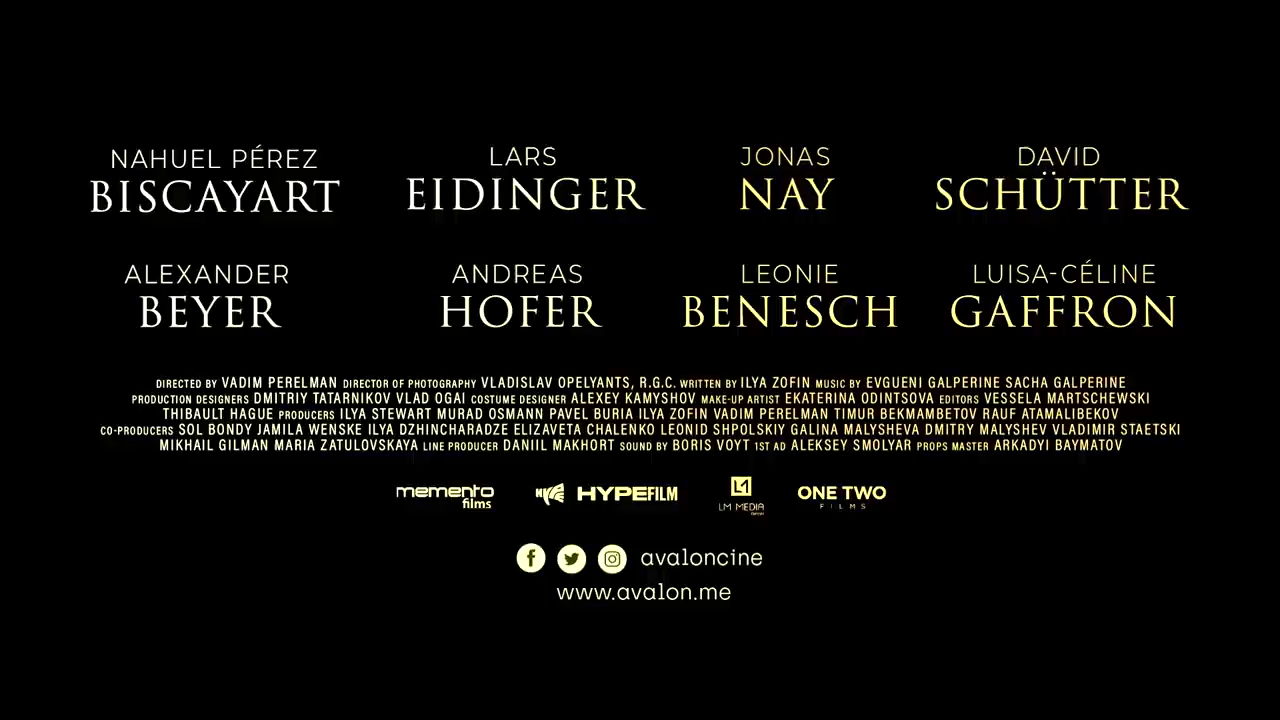 NAHUEL PÉREZ BISCAYART
LARS EIDINGER
JONAS NAY
DAVID SCHÜTTER
ALEXANDER BEYER
ANDREAS HOFER
LEONIE BENESCH
LUISA-CÉLINE GAFFRON
DIRECTED BY VADIM PERELMAN DIRECTOR OF PHOTOGRAPHY VLADISLAV OPELYANTS, R.G.C. WRITTEN BY ILYA ZOFIN MUSIC BY EVGUENI GALPERINE SACHA GALPERINE
PRODUCTION DESIGNERS DMITRIY TATARNIKOV VLAD OGAI COSTUME DESIGNER ALEXEY KAMYSHOV MAKE-UP ARTIST EKATERINA ODINTSOVA EDITORS VESSELA MARTSCHEWSKI
THIBAULT HAGUE PRODUCERS ILYA STEWART MURAD OSMANN PAVEL BURIA ILYA ZOFIN VADIM PERELMAN TIMUR BEKMAMBETOV RAUF ATAMALIBEKOV
CO-PRODUCERS SOL BONDY JAMILA WENSKE ILYA DZHINCHARADZE ELIZAVETA CHALENKO LEONID SHPOLSKIY GALINA MALYSHEVA DMITRY MALYSHEV VLADIMIR STAETSKI
MIKHAIL GILMAN MARIA ZATULOVSKAYA LINE PRODUCER DANIIL MAKHORT SOUND BY BORIS VOYT 1ST AD ALEKSEY SMOLYAR PROPS MASTER ARKADYI BAYMATOV
memento films
HYPEFILM
LM MEDIA
ONE TWO FILMS
avaloncine
www.avalon.me